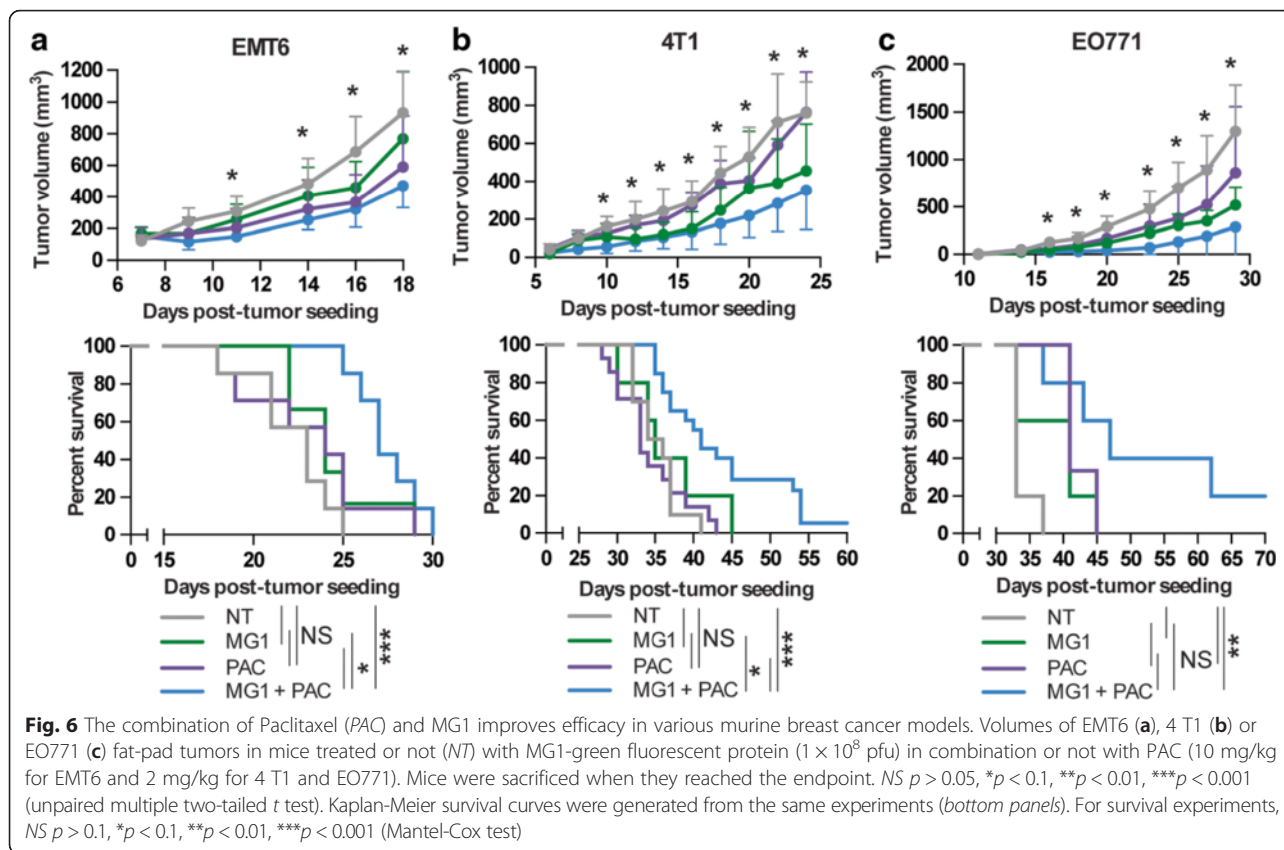 a EMT6
Tumor volume (mm³)
1200
1000
800
600
400
200
0
* * * *
6 8 10 12 14 16 18
Days post-tumor seeding
b 4T1
Tumor volume (mm³)
1000
800
600
400
200
0
* * * * * * * *
5 10 15 20 25
Days post-tumor seeding
c EO771
Tumor volume (mm³)
2000
1500
1000
500
0
* * * * * * *
10 15 20 25 30
Days post-tumor seeding
Percent survival
100
80
60
40
20
0
0 15 20 25 30
Days post-tumor seeding
NT
MG1
PAC
MG1 + PAC
NS
*
***
Percent survival
100
80
60
40
20
0
0 25 30 35 40 45 50 55 60
Days post-tumor seeding
NT
MG1
PAC
MG1 + PAC
NS
*
***
Percent survival
100
80
60
40
20
0
0 30 35 40 45 50 55 60 65 70
Days post-tumor seeding
NT
MG1
PAC
MG1 + PAC
NS
**
Fig. 6 The combination of Paclitaxel (PAC) and MG1 improves efficacy in various murine breast cancer models. Volumes of EMT6 (a), 4 T1 (b) or
EO771 (c) fat-pad tumors in mice treated or not (NT) with MG1-green fluorescent protein (1 × 10⁸ pfu) in combination or not with PAC (10 mg/kg
for EMT6 and 2 mg/kg for 4 T1 and EO771). Mice were sacrificed when they reached the endpoint. NS p > 0.05, *p < 0.1, **p < 0.01, ***p < 0.001
(unpaired multiple two-tailed t test). Kaplan-Meier survival curves were generated from the same experiments (bottom panels). For survival experiments,
NS p > 0.1, *p < 0.1, **p < 0.01, ***p < 0.001 (Mantel-Cox test)